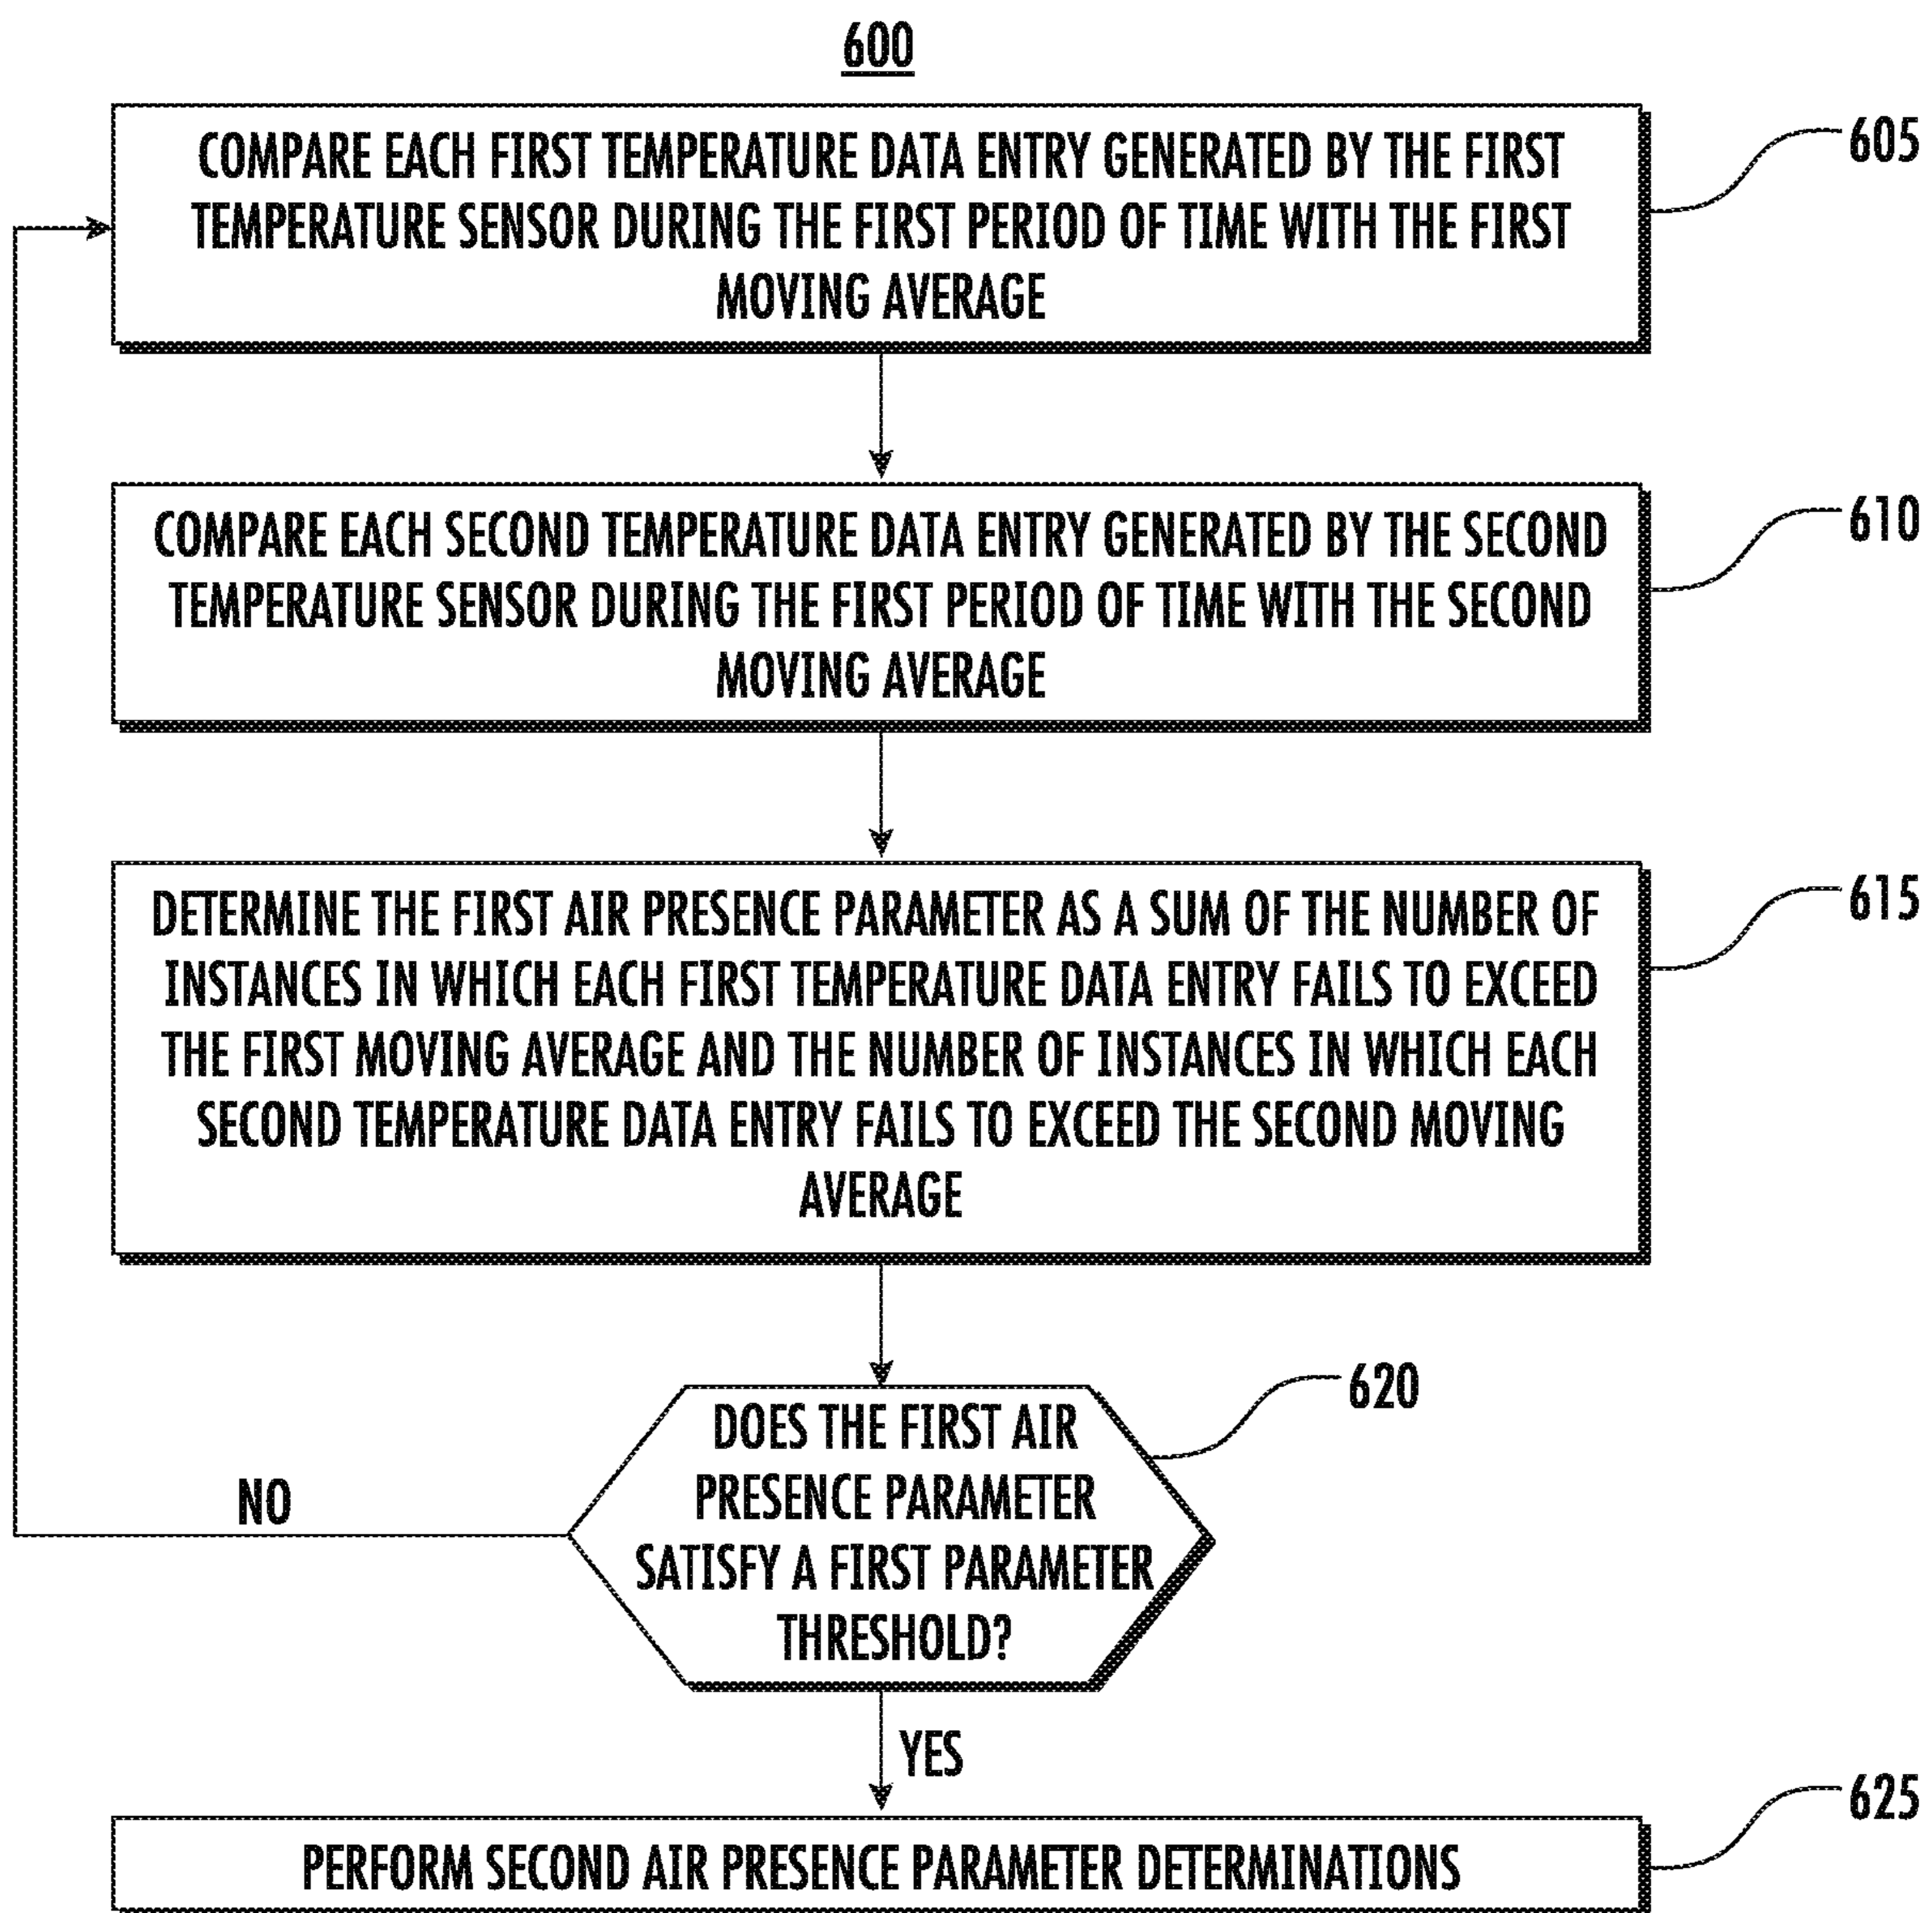 600
COMPARE EACH FIRST TEMPERATURE DATA ENTRY GENERATED BY THE FIRST
TEMPERATURE SENSOR DURING THE FIRST PERIOD OF TIME WITH THE FIRST
MOVING AVERAGE
605
COMPARE EACH SECOND TEMPERATURE DATA ENTRY GENERATED BY THE SECOND
TEMPERATURE SENSOR DURING THE FIRST PERIOD OF TIME WITH THE SECOND
MOVING AVERAGE
610
DETERMINE THE FIRST AIR PRESENCE PARAMETER AS A SUM OF THE NUMBER OF
INSTANCES IN WHICH EACH FIRST TEMPERATURE DATA ENTRY FAILS TO EXCEED
THE FIRST MOVING AVERAGE AND THE NUMBER OF INSTANCES IN WHICH EACH
SECOND TEMPERATURE DATA ENTRY FAILS TO EXCEED THE SECOND MOVING
AVERAGE
615
DOES THE FIRST AIR
PRESENCE PARAMETER
SATISFY A FIRST PARAMETER
THRESHOLD?
620
NO
YES
PERFORM SECOND AIR PRESENCE PARAMETER DETERMINATIONS
625